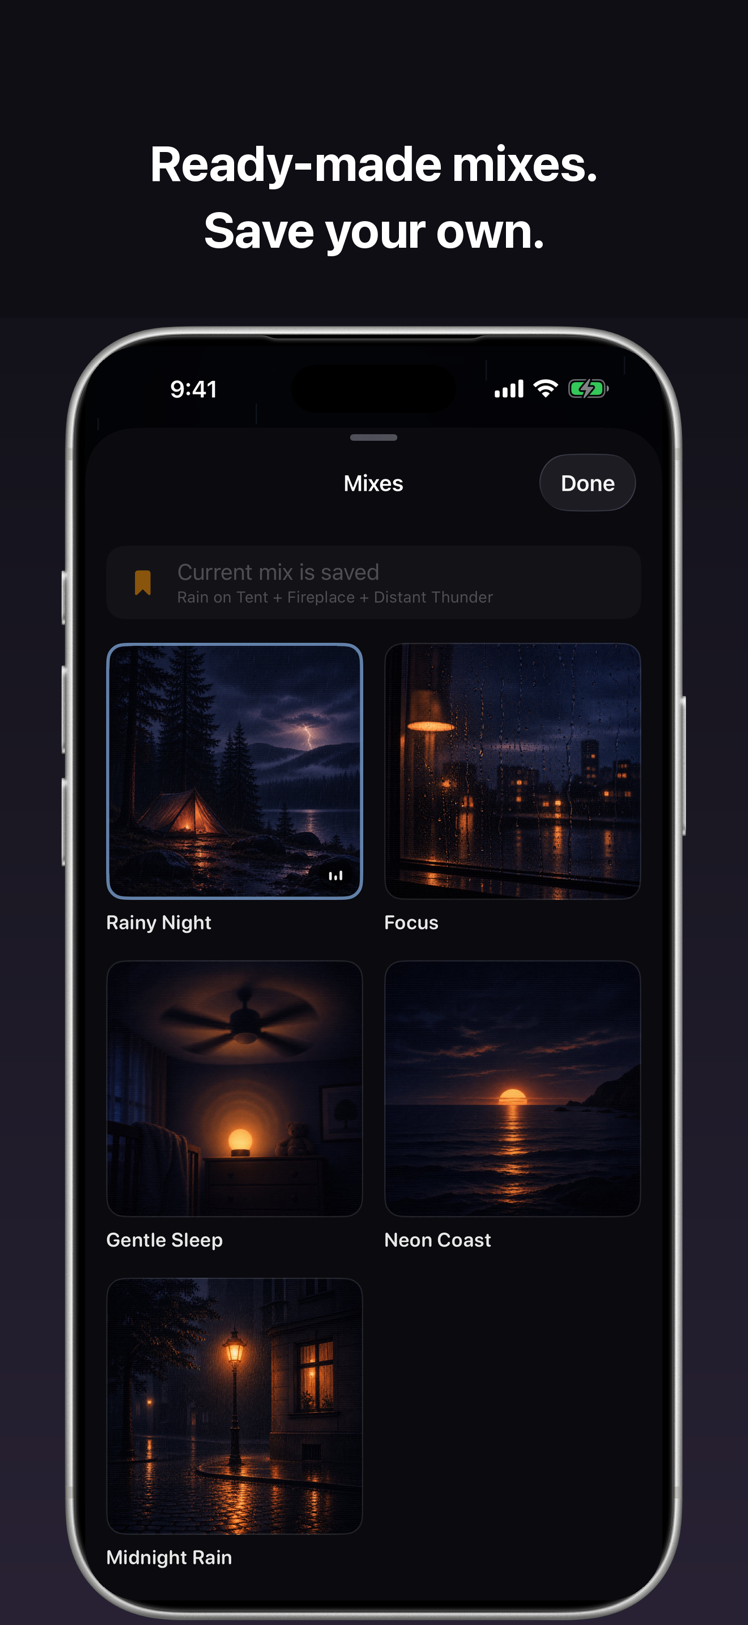 Ready-made mixes.
Save your own.
9:41
Mixes
Done
Current mix is saved
Rain on Tent + Fireplace + Distant Thunder
Rainy Night
Focus
Gentle Sleep
Neon Coast
Midnight Rain